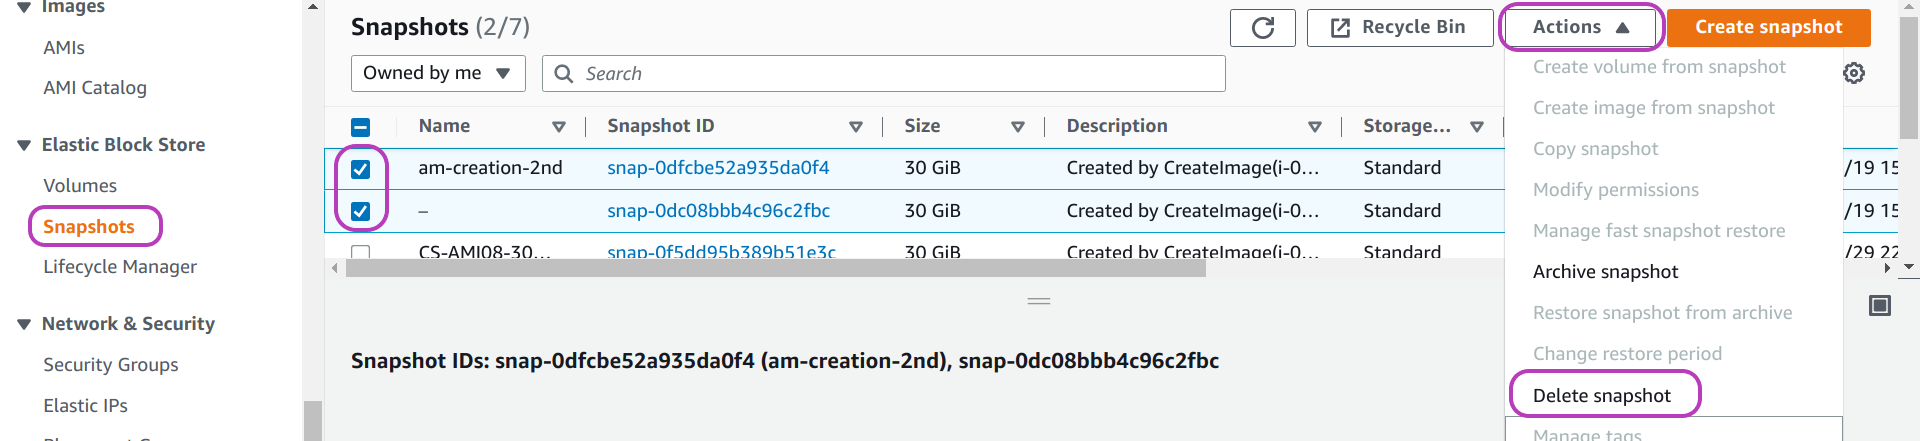 Images
AMIs
AMI Catalog
Elastic Block Store
Volumes
Snapshots
Lifecycle Manager
Network & Security
Security Groups
Elastic IPs
Snapshots (2/7)
Recycle Bin
Actions
Create snapshot
Owned by me
Search
Name Snapshot ID Size Description Storage...
am-creation-2nd snap-0dfcbe52a935da0f4 30 GiB Created by CreateImage(i-0... Standard /19 15
– snap-0dc08bbb4c96c2fbc 30 GiB Created by CreateImage(i-0... Standard /19 15
CS-AMI08-30... snap-0f5dd95b389b51e3c 30 GiB Created by CreateImage(i-0... Standard /29 22
Create volume from snapshot
Create image from snapshot
Copy snapshot
Modify permissions
Manage fast snapshot restore
Archive snapshot
Restore snapshot from archive
Change restore period
Delete snapshot
Manage tags
Snapshot IDs: snap-0dfcbe52a935da0f4 (am-creation-2nd), snap-0dc08bbb4c96c2fbc